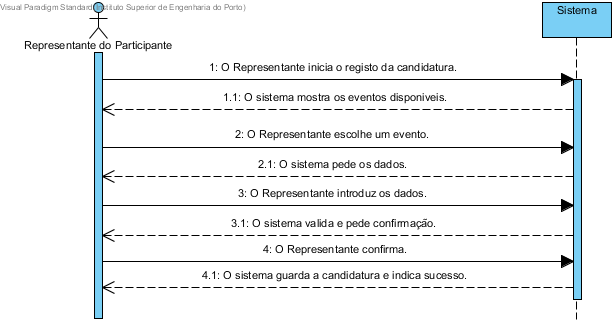 Visual Paradigm Standard(Instituto Superior de Engenharia do Porto)
Sistema
Representante do Participante
1: O Representante inicia o registo da candidatura.
1.1: O sistema mostra os eventos disponiveis.
2: O Representante escolhe um evento.
2.1: O sistema pede os dados.
3: O Representante introduz os dados.
3.1: O sistema valida e pede confirmação.
4: O Representante confirma.
4.1: O sistema guarda a candidatura e indica sucesso.